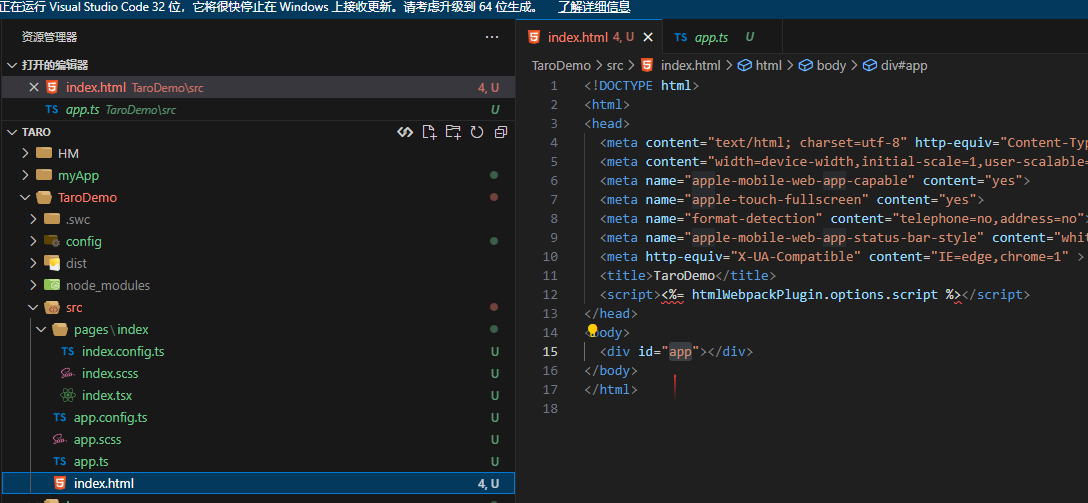 正在运行 Visual Studio Code 32 位，它将很快停止在 Windows 上接收更新。请考虑升级到 64 位生成。 了解详细信息
资源管理器 ···
打开的编辑器
index.html TaroDemo\src 4, U
TS app.ts TaroDemo\src U
TARO
HM
myApp
TaroDemo
.swc
config
dist
node_modules
src
pages\index
TS index.config.ts U
index.scss U
index.tsx U
TS app.config.ts U
app.scss U
TS app.ts U
index.html 4, U
index.html 4, U TS app.ts U
TaroDemo > src > index.html > html > body > div#app
1 <!DOCTYPE html>
2 <html>
3 <head>
4 <meta content="text/html; charset=utf-8" http-equiv="Content-Typ
5 <meta content="width=device-width,initial-scale=1,user-scalable=
6 <meta name="apple-mobile-web-app-capable" content="yes">
7 <meta name="apple-touch-fullscreen" content="yes">
8 <meta name="format-detection" content="telephone=no,address=no">
9 <meta name="apple-mobile-web-app-status-bar-style" content="whit
10 <meta http-equiv="X-UA-Compatible" content="IE=edge,chrome=1" >
11 <title>TaroDemo</title>
12 <script><%= htmlWebpackPlugin.options.script %></script>
13 </head>
14 <body>
15 <div id="app"></div>
16 </body>
17 </html>
18